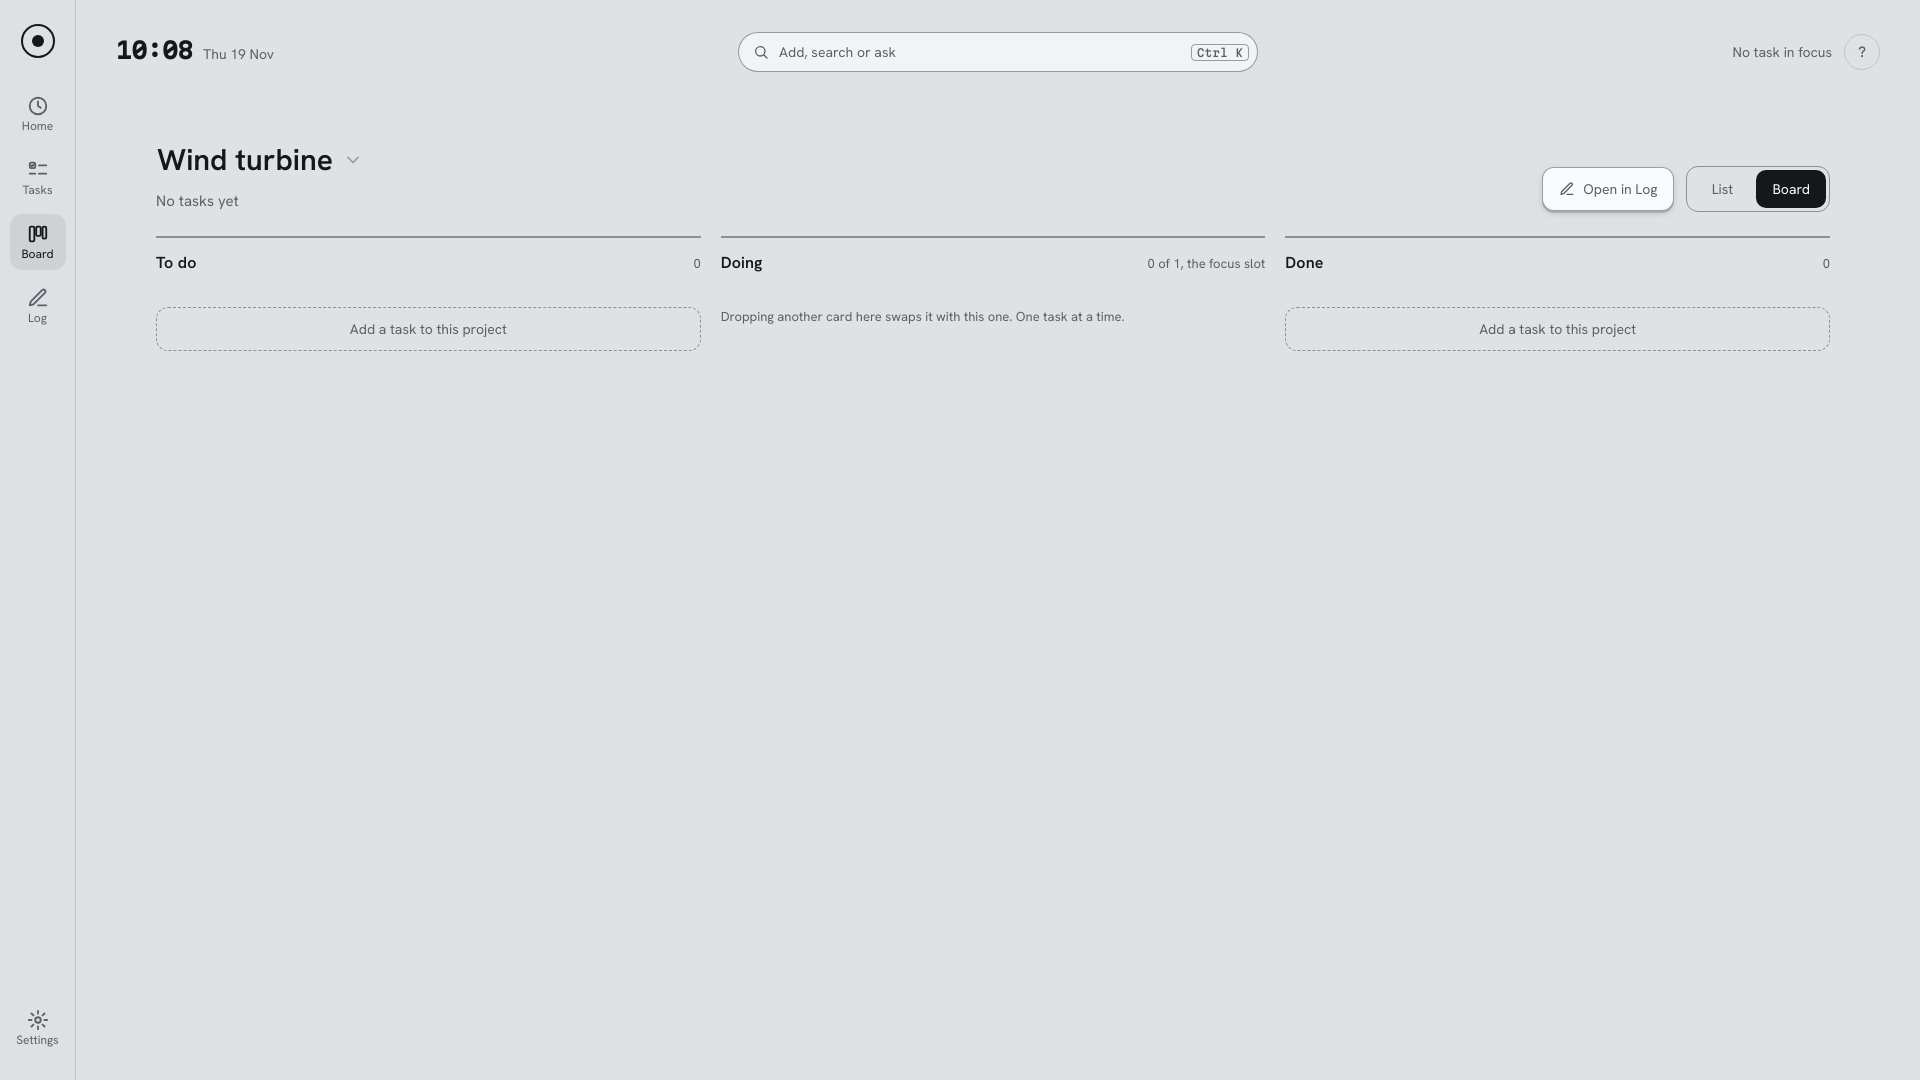 10:08 Thu 19 Nov
Add, search or ask
Ctrl K
No task in focus
?
Home
Tasks
Board
Log
Settings
Wind turbine
No tasks yet
Open in Log
List
Board
To do
0
Add a task to this project
Doing
0 of 1, the focus slot
Dropping another card here swaps it with this one. One task at a time.
Done
0
Add a task to this project